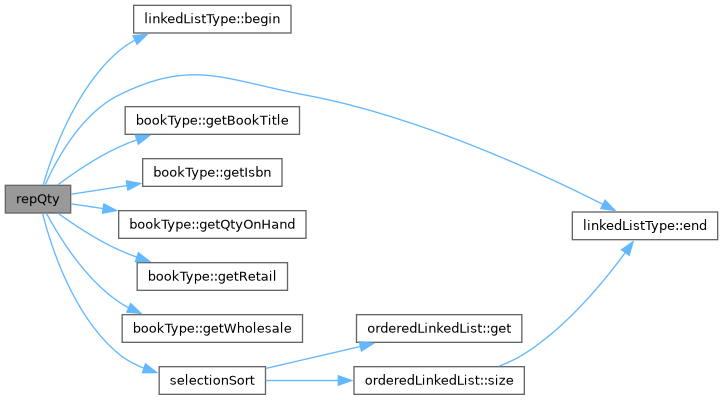 linkedListType::begin
bookType::getBookTitle
bookType::getIsbn
repQty
bookType::getQtyOnHand
linkedListType::end
bookType::getRetail
bookType::getWholesale
orderedLinkedList::get
selectionSort
orderedLinkedList::size